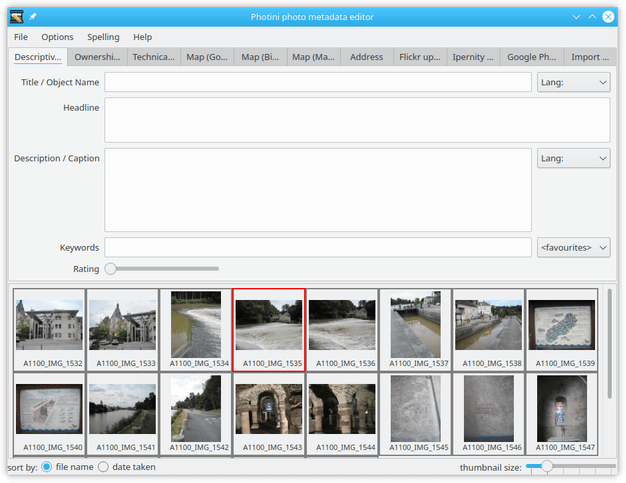 Photini photo metadata editor
File Options Spelling Help
Descriptiv... Ownershi... Technica... Map (Go... Map (Bi... Map (Ma... Address Flickr up... Ipernity ... Google Ph... Import ...
Title / Object Name Lang:
Headline
Description / Caption Lang:
Keywords <favourites>
Rating
A1100_IMG_1532 A1100_IMG_1533 A1100_IMG_1534 A1100_IMG_1535 A1100_IMG_1536 A1100_IMG_1537 A1100_IMG_1538 A1100_IMG_1539
A1100_IMG_1540 A1100_IMG_1541 A1100_IMG_1542 A1100_IMG_1543 A1100_IMG_1544 A1100_IMG_1545 A1100_IMG_1546 A1100_IMG_1547
sort by: file name date taken thumbnail size: